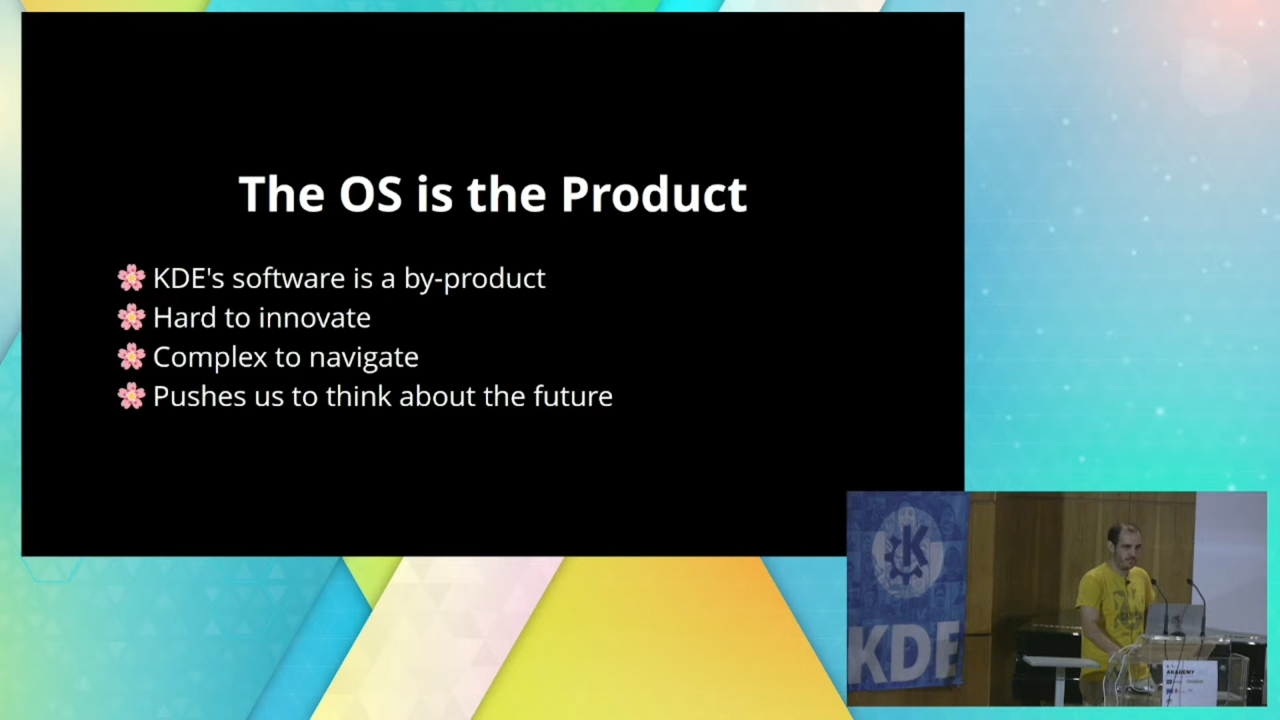 The OS is the Product
KDE's software is a by-product
Hard to innovate
Complex to navigate
Pushes us to think about the future
K
KDE
AKADEMY